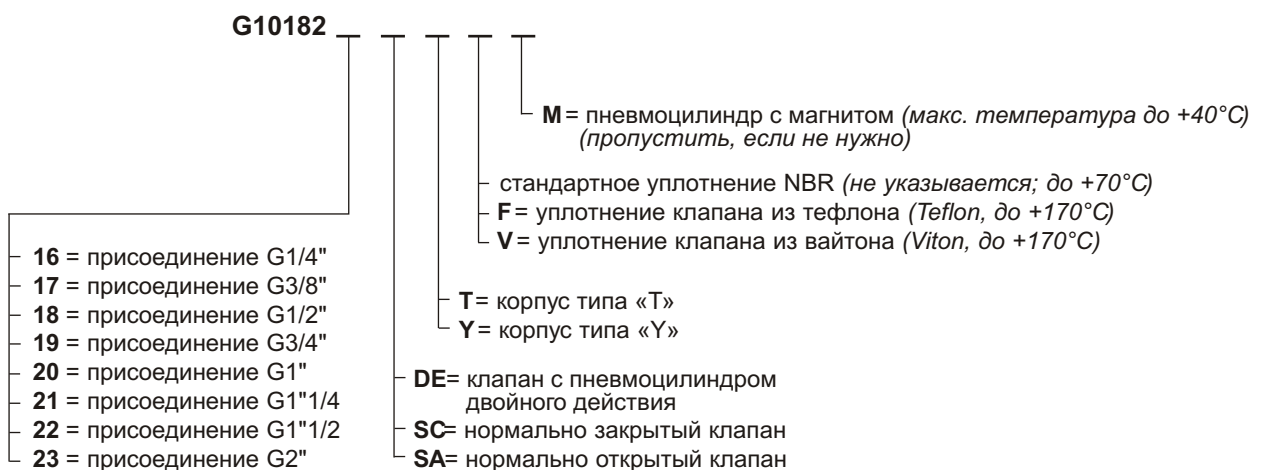 G10182 _ _ _ _ _
M = пневмоцилиндр с магнитом (макс. температура до +40°C)
(пропустить, если не нужно)
стандартное уплотнение NBR (не указывается; до +70°C)
F = уплотнение клапана из тефлона (Teflon, до +170°C)
V = уплотнение клапана из вайтона (Viton, до +170°C)
T = корпус типа «T»
Y = корпус типа «Y»
DE= клапан с пневмоцилиндром
двойного действия
SC= нормально закрытый клапан
SA= нормально открытый клапан
16 = присоединение G1/4"
17 = присоединение G3/8"
18 = присоединение G1/2"
19 = присоединение G3/4"
20 = присоединение G1"
21 = присоединение G1"1/4
22 = присоединение G1"1/2
23 = присоединение G2"